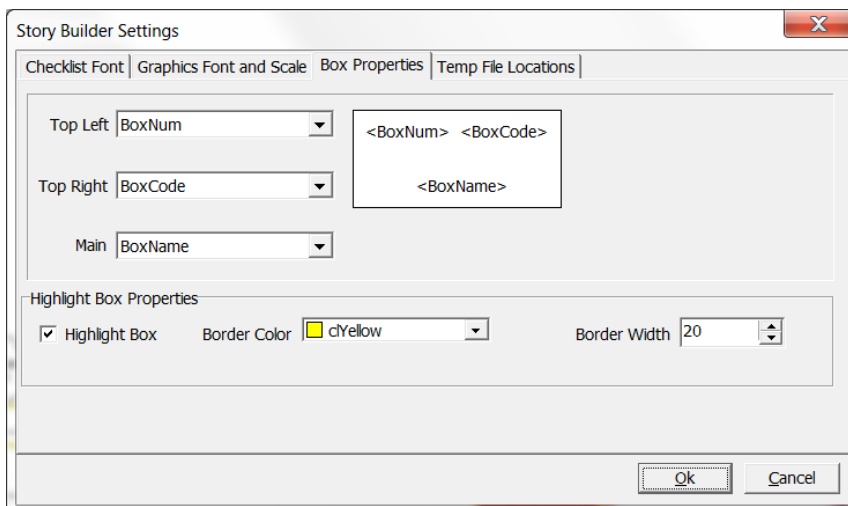 Story Builder Settings
Checklist Font Graphics Font and Scale Box Properties Temp File Locations
Top Left BoxNum
<BoxNum> <BoxCode>
Top Right BoxCode
<BoxName>
Main BoxName
Highlight Box Properties
Highlight Box Border Color clYellow Border Width 20
Ok Cancel